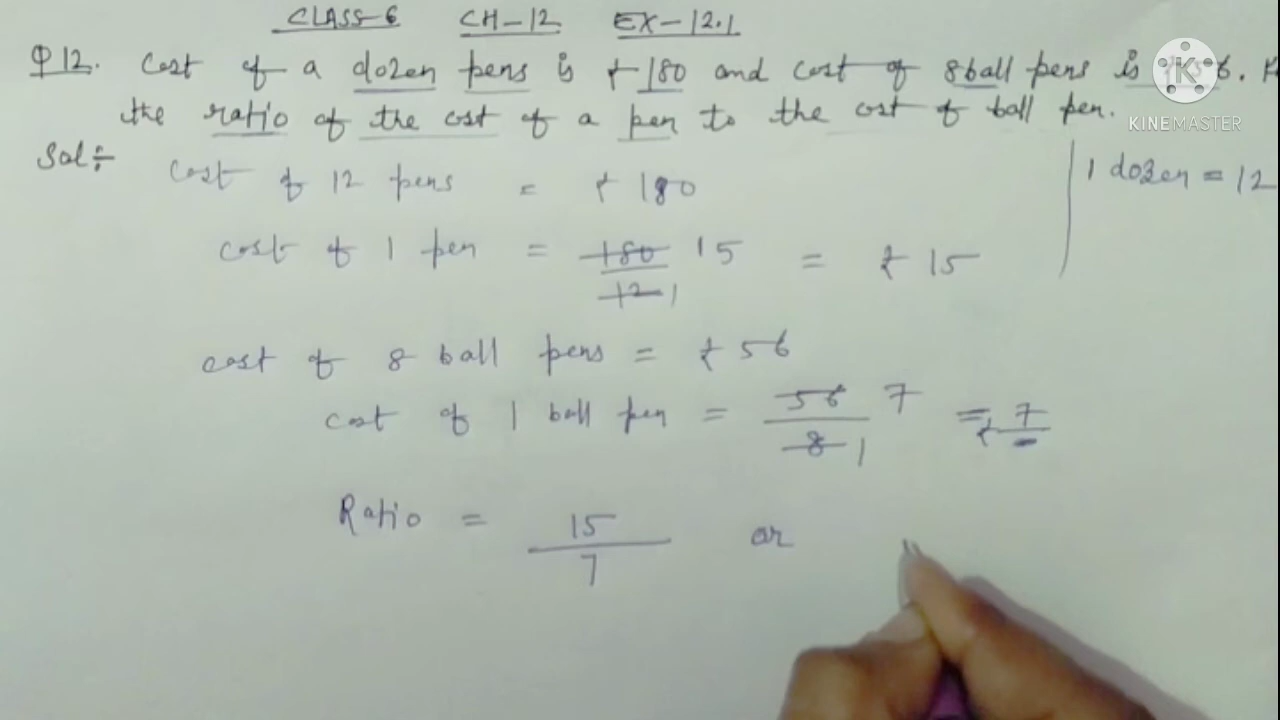 CLASS-6 CH-12 EX-12.1
Q12. Cost of a dozen pens is ₹180 and cost of 8 ball pens is 56.
the ratio of the cost of a pen to the cost of ball pen.
KINEMASTER
Sol:-
1 dozen = 12
Cost of 12 pens = ₹ 180
cost of 1 pen = 180/12 15 1 = ₹ 15
cost of 8 ball pens = ₹ 56
cost of 1 ball pen = 56/8 7 1 = ₹ 7
Ratio = 15/7 or